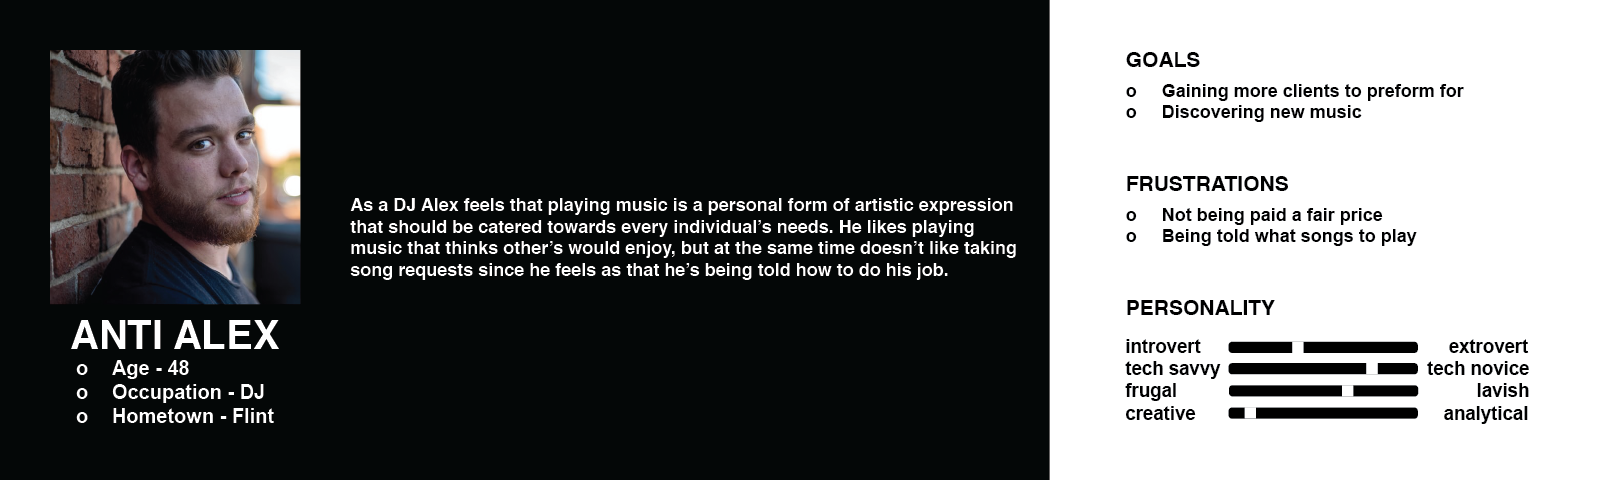 ANTI ALEX
o Age - 48
o Occupation - DJ
o Hometown - Flint
As a DJ Alex feels that playing music is a personal form of artistic expression
that should be catered towards every individual’s needs. He likes playing
music that thinks other’s would enjoy, but at the same time doesn’t like taking
song requests since he feels as that he’s being told how to do his job.
GOALS
o Gaining more clients to preform for
o Discovering new music
FRUSTRATIONS
o Not being paid a fair price
o Being told what songs to play
PERSONALITY
introvert extrovert
tech savvy tech novice
frugal lavish
creative analytical